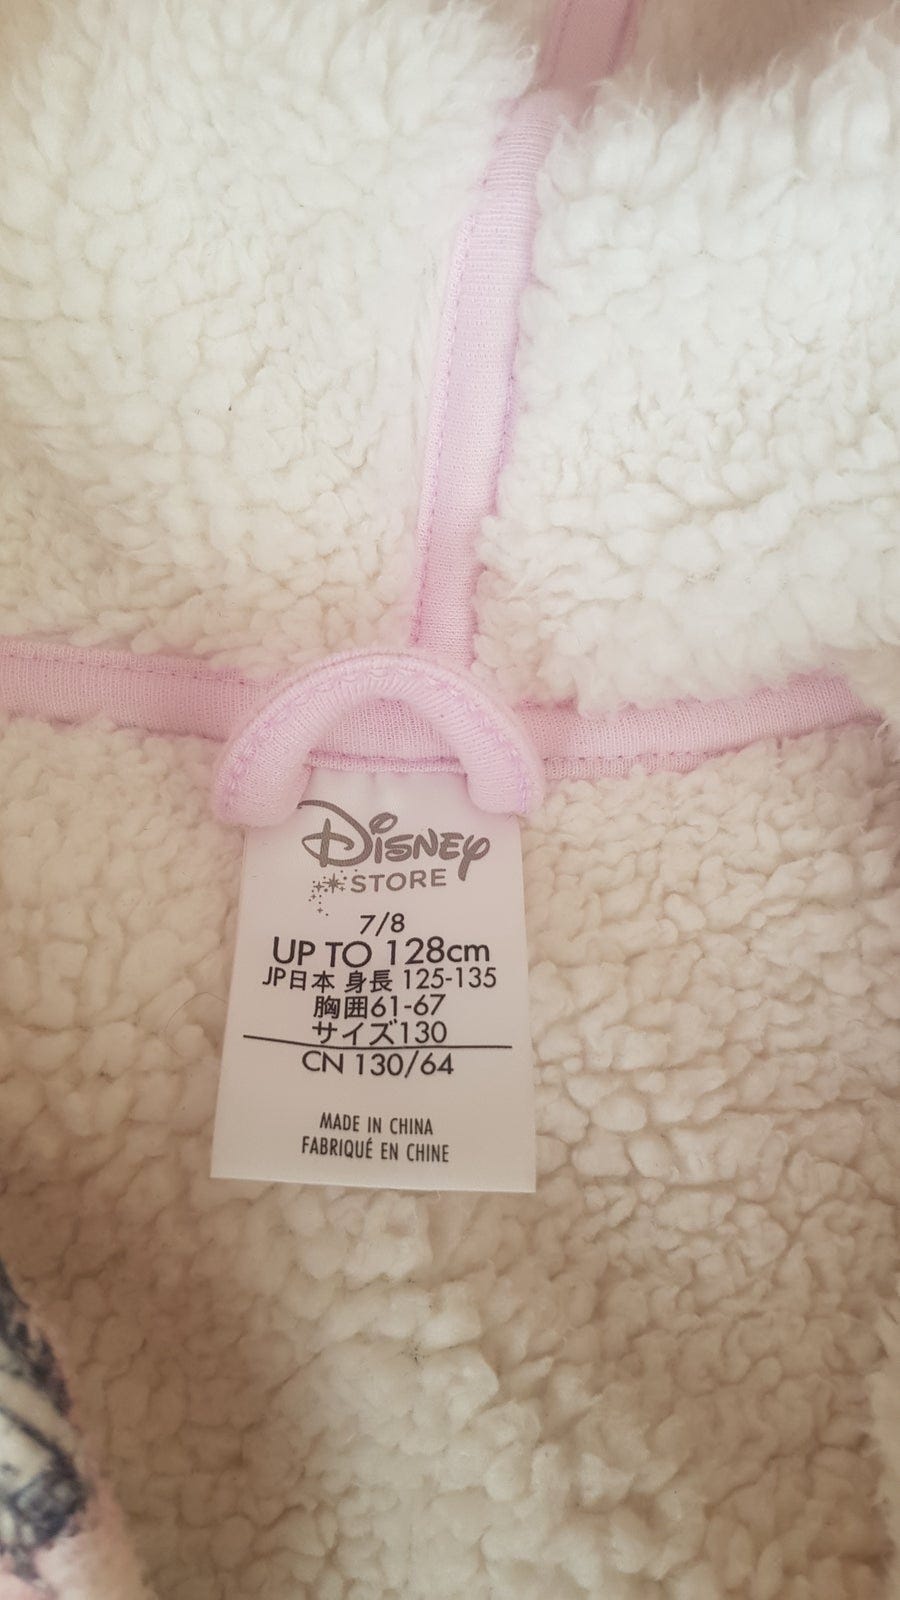 Disney
STORE
7/8
UP TO 128cm
JP日本 身長 125-135
胸囲61-67
サイズ130
CN 130/64
MADE IN CHINA
FABRIQUÉ EN CHINE